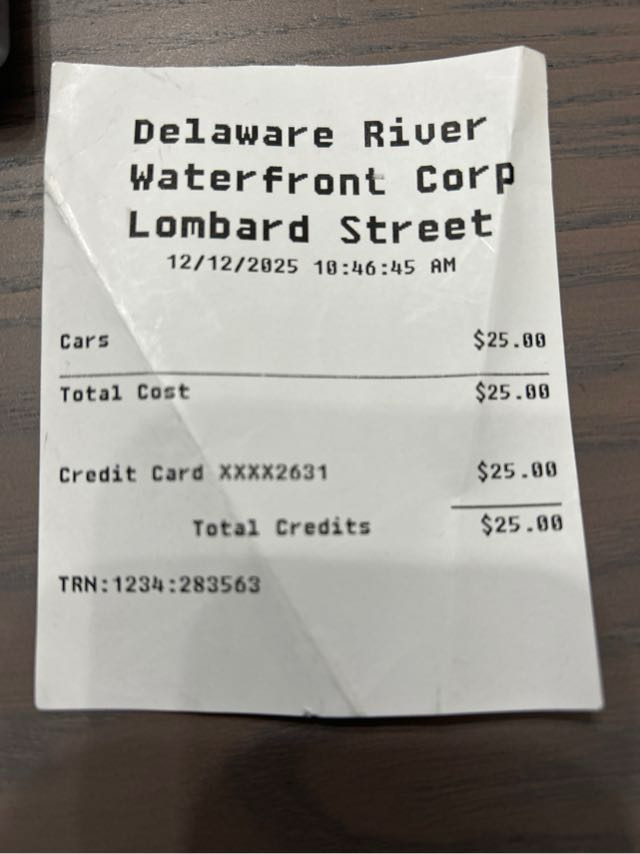 Delaware River
Waterfront Corp
Lombard Street
12/12/2025 10:46:45 AM
Cars $25.00
Total Cost $25.00
Credit Card XXXX2631 $25.00
Total Credits $25.00
TRN:1234:283563